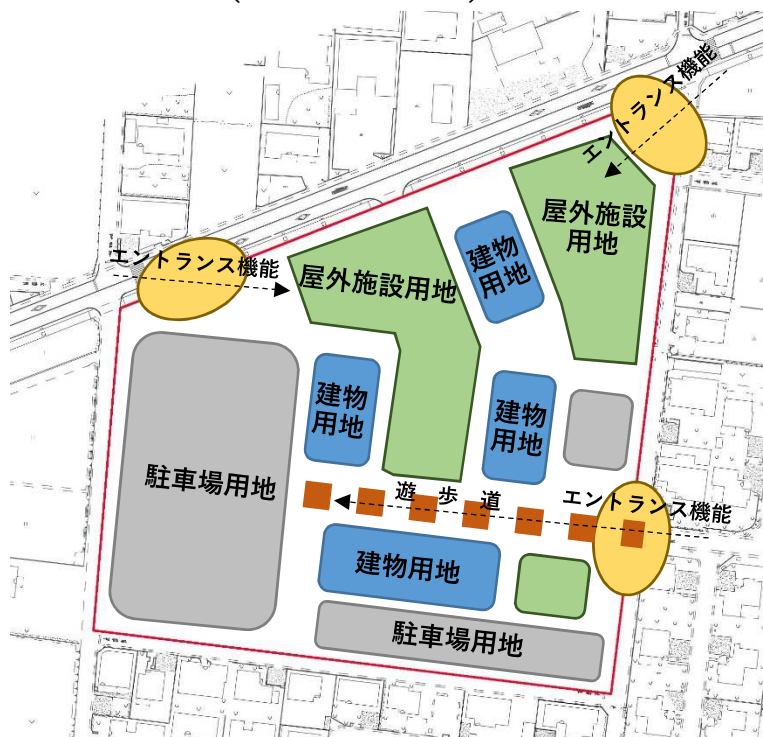 エントランス機能
屋外施設
用地
建物
用地
エントランス機能
屋外施設用地
建物
用地
建物
用地
駐車場用地
遊歩道
エントランス機能
建物用地
駐車場用地